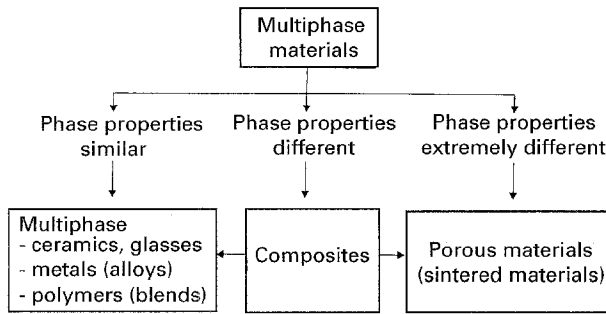 Multiphase
materials
Phase properties
similar
Phase properties
different
Phase properties
extremely different
Multiphase
- ceramics, glasses
- metals (alloys)
- polymers (blends)
Composites
Porous materials
(sintered materials)